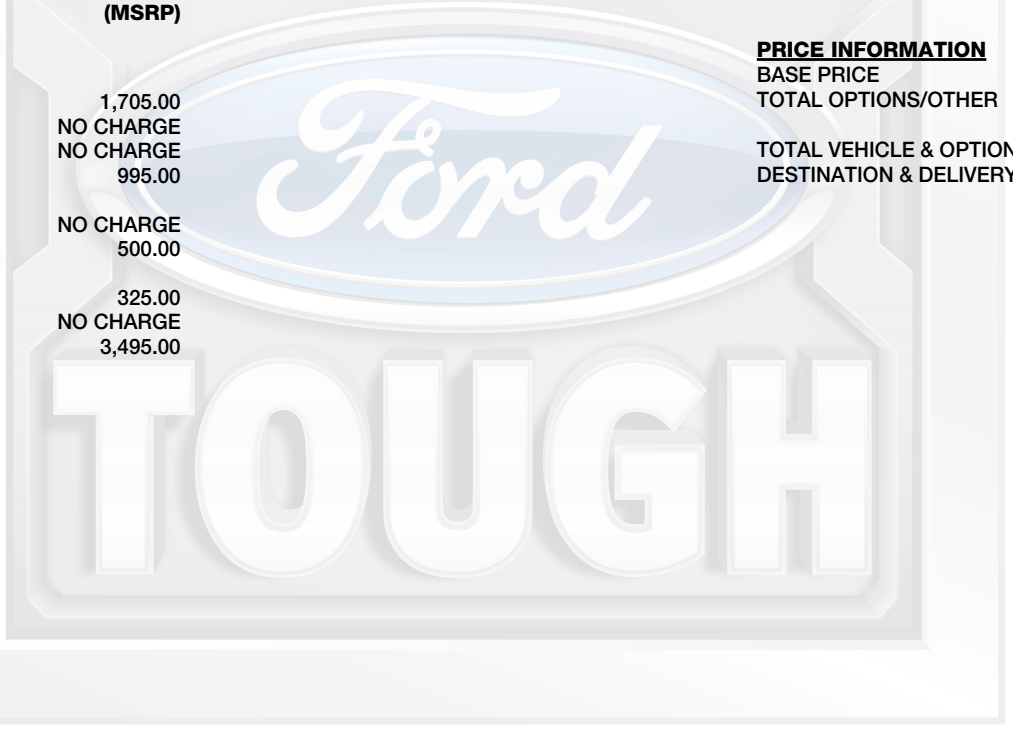 (MSRP)
1,705.00
NO CHARGE
NO CHARGE
995.00
NO CHARGE
500.00
325.00
NO CHARGE
3,495.00
PRICE INFORMATION
BASE PRICE
TOTAL OPTIONS/OTHER
TOTAL VEHICLE & OPTION
DESTINATION & DELIVERY
Ford
TOUGH